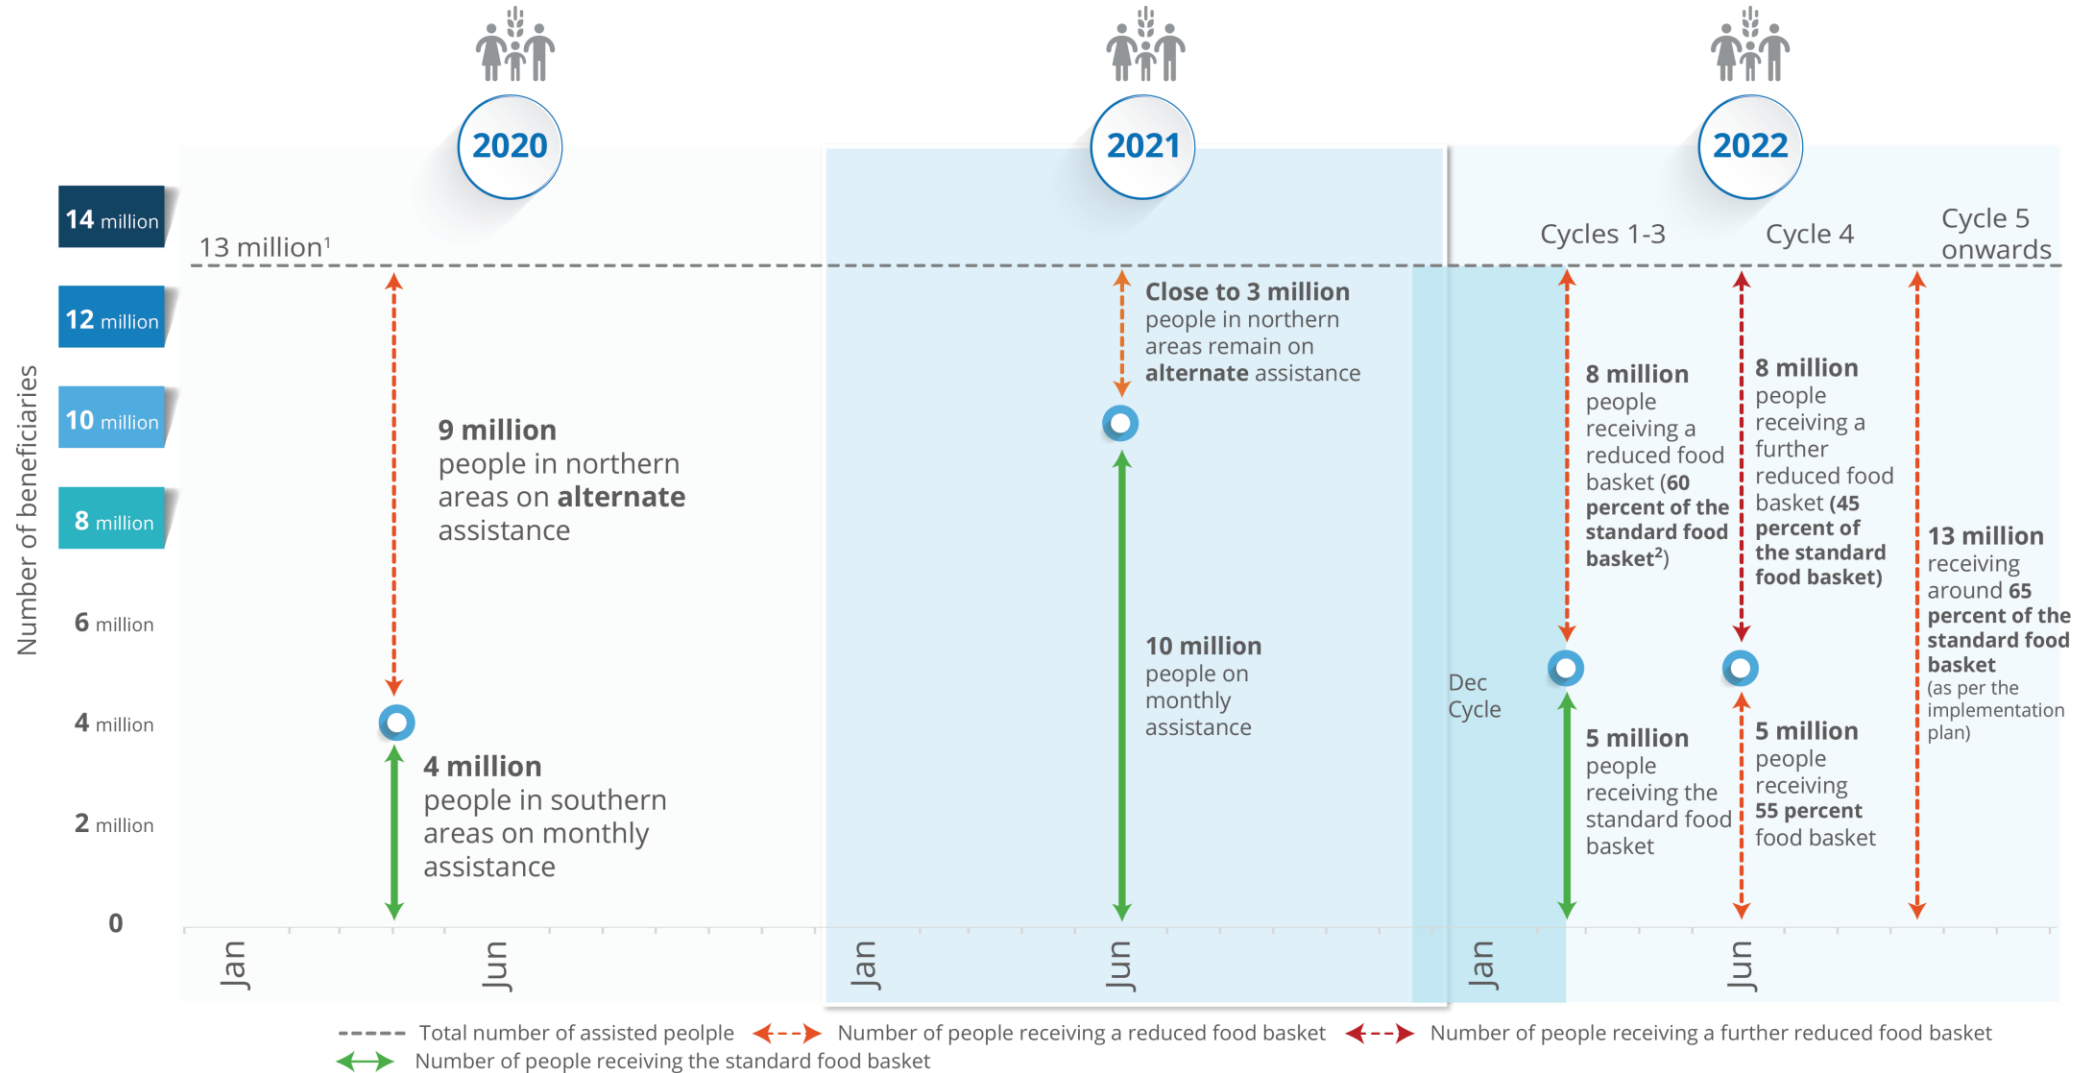 2020
2021
2022
14 million
12 million
10 million
8 million
6 million
4 million
2 million
0
Number of beneficiaries
13 million¹
9 million
people in northern
areas on alternate
assistance
4 million
people in southern
areas on monthly
assistance
Close to 3 million
people in northern
areas remain on
alternate assistance
10 million
people on
monthly
assistance
Dec
Cycle
Cycles 1-3
8 million
people
receiving a
reduced food
basket (60
percent of the
standard food
basket²)
5 million
people
receiving the
standard food
basket
Cycle 4
8 million
people
receiving a
further
reduced food
basket (45
percent of
the standard
food basket)
5 million
people
receiving
55 percent
food basket
Cycle 5
onwards
13 million
receiving
around 65
percent of the
standard food
basket
(as per the
implementation
plan)
Jan
Jun
Jan
Jun
Jan
Jun
Total number of assisted peolple
Number of people receiving a reduced food basket
Number of people receiving a further reduced food basket
Number of people receiving the standard food basket